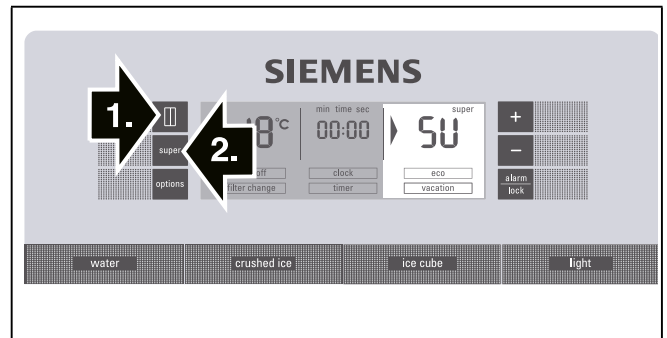 SIEMENS
1.
2.
super
options
18°C
min time sec
00:00
super
SU
off
clock
eco
filter change
timer
vacation
+
−
alarm
lock
water
crushed ice
ice cube
light